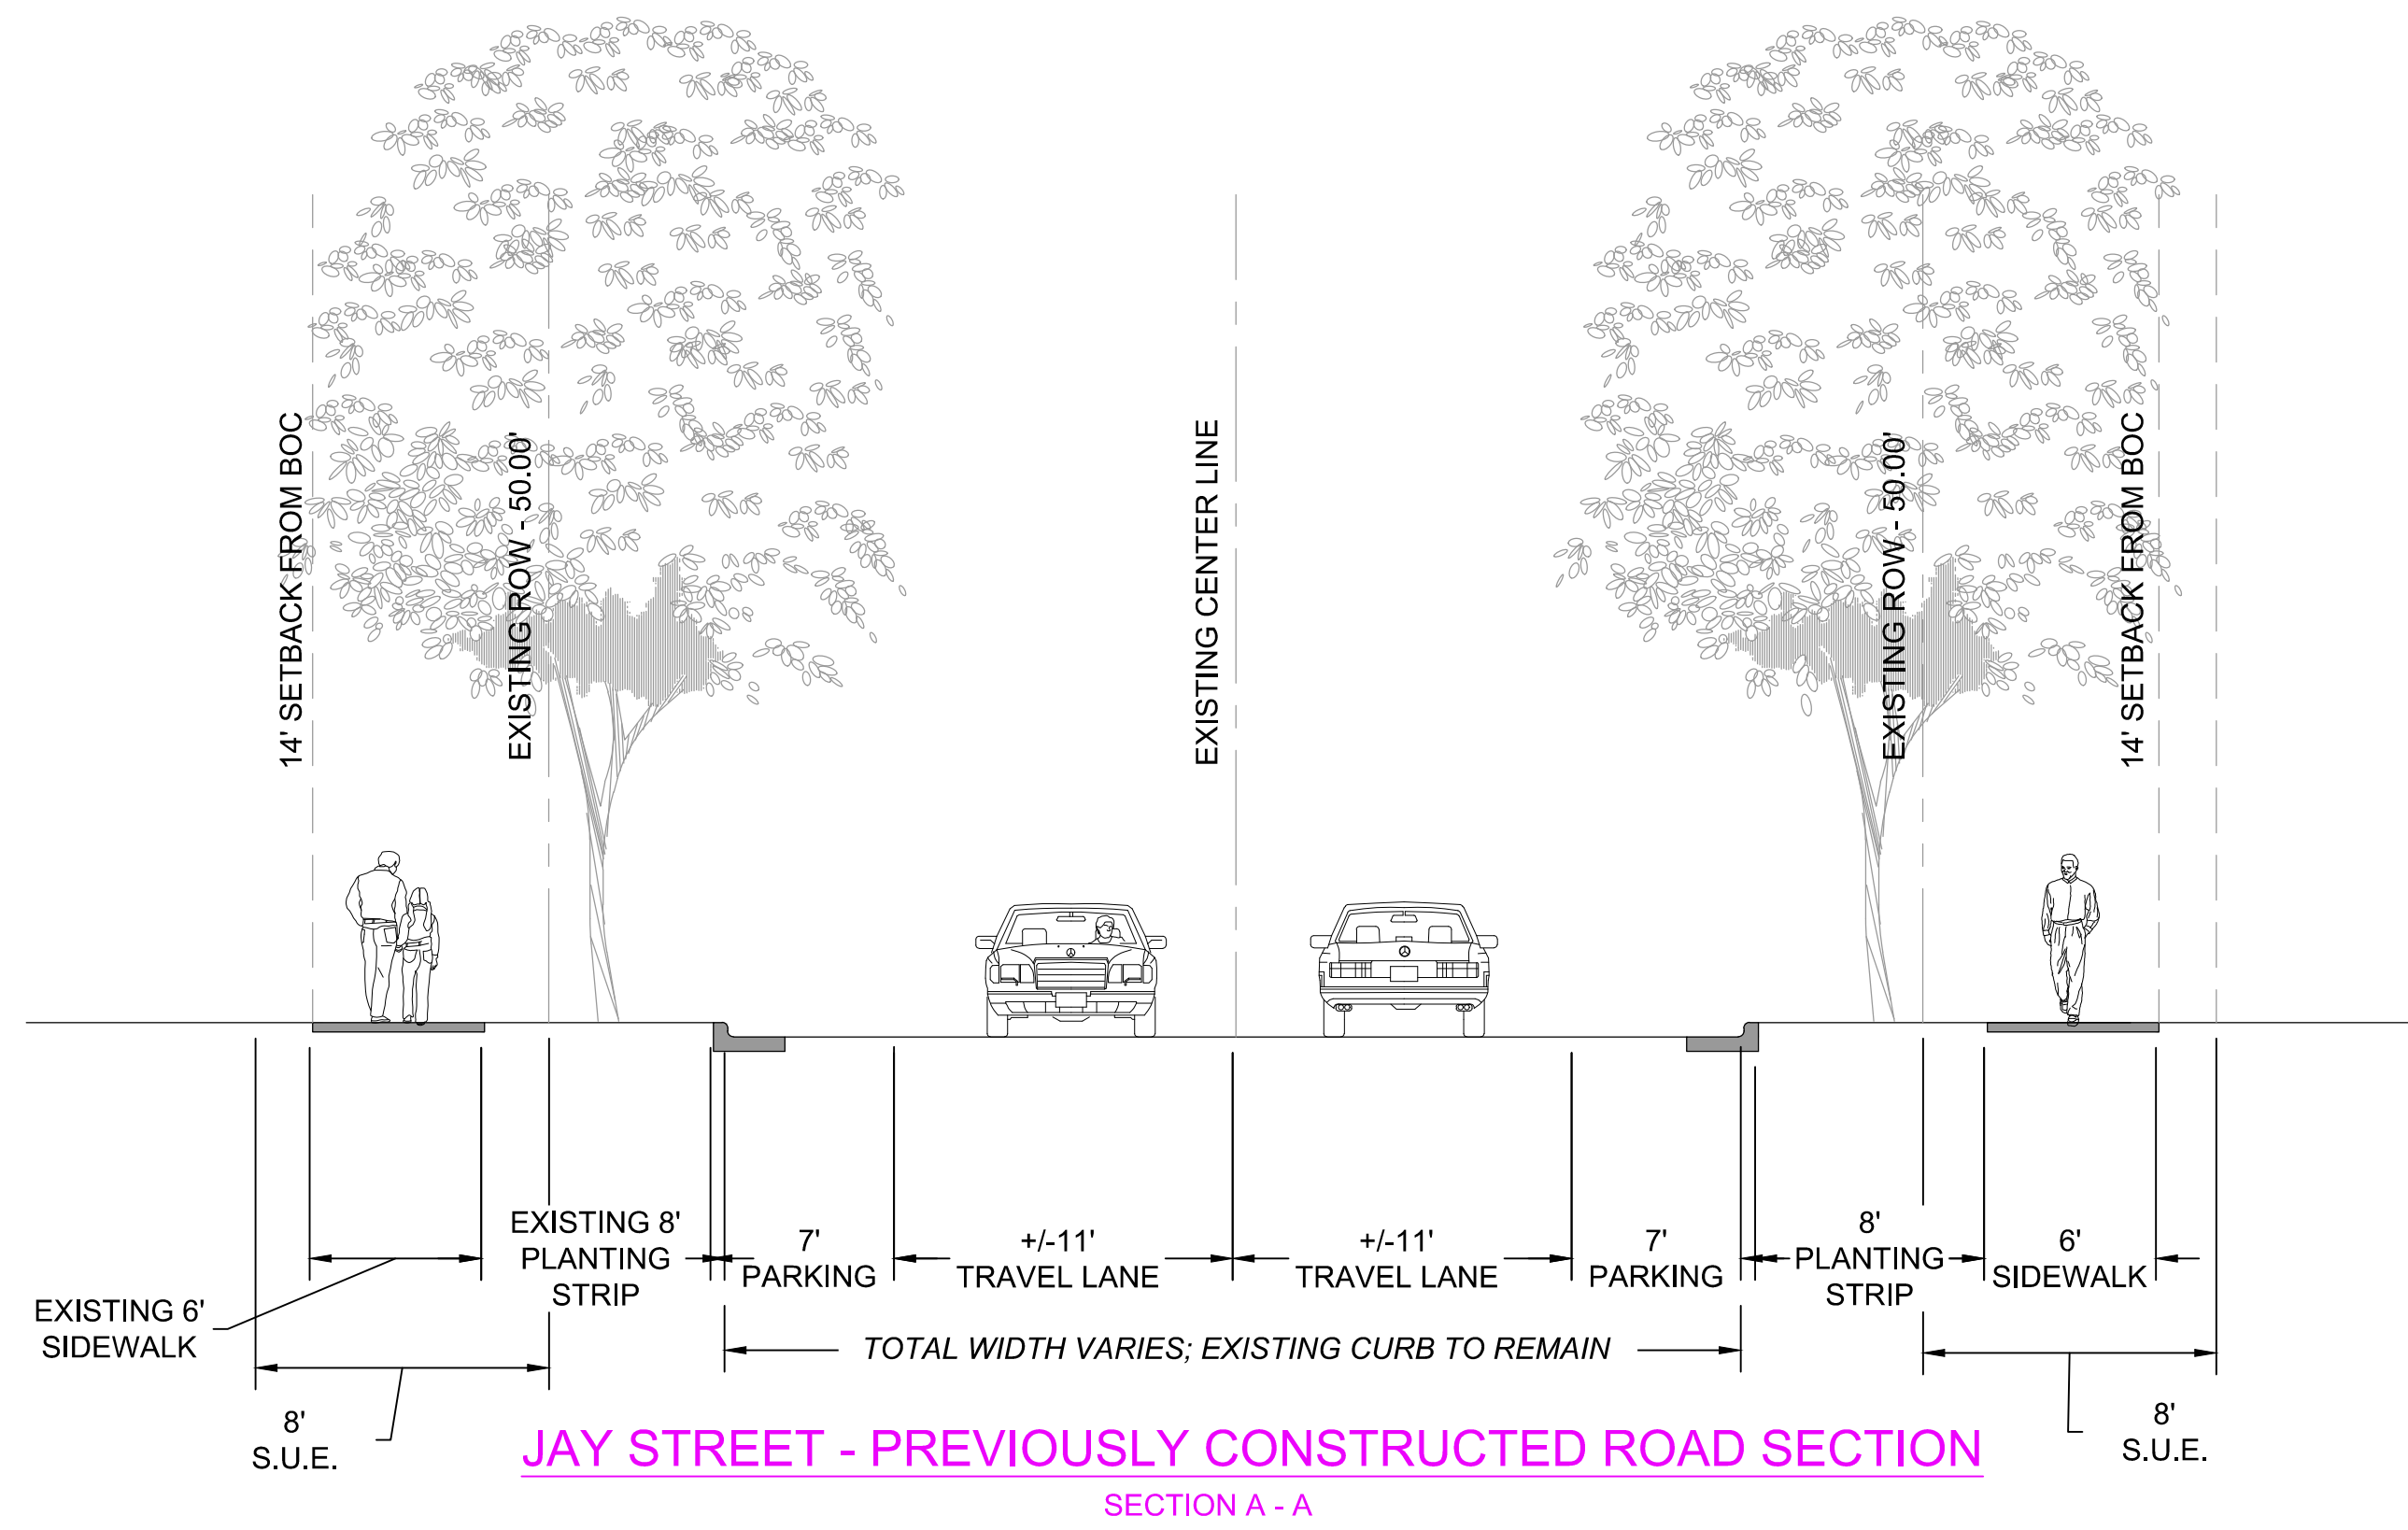 14' SETBACK FROM BOC
EXISTING ROW - 50.00'
EXISTING CENTER LINE
EXISTING ROW - 50.00'
14' SETBACK FROM BOC
EXISTING 6'
SIDEWALK
EXISTING 8'
PLANTING
STRIP
7'
PARKING
+/-11'
TRAVEL LANE
+/-11'
TRAVEL LANE
7'
PARKING
8'
PLANTING
STRIP
6'
SIDEWALK
TOTAL WIDTH VARIES; EXISTING CURB TO REMAIN
8'
S.U.E.
8'
S.U.E.
JAY STREET - PREVIOUSLY CONSTRUCTED ROAD SECTION
SECTION A - A